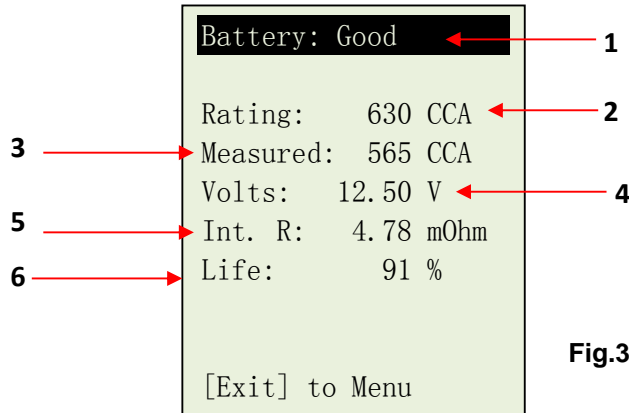 Battery: Good
1
Rating: 630 CCA
2
3
Measured: 565 CCA
Volts: 12.50 V
4
5
Int. R: 4.78 mOhm
6
Life: 91 %
Fig.3
[Exit] to Menu